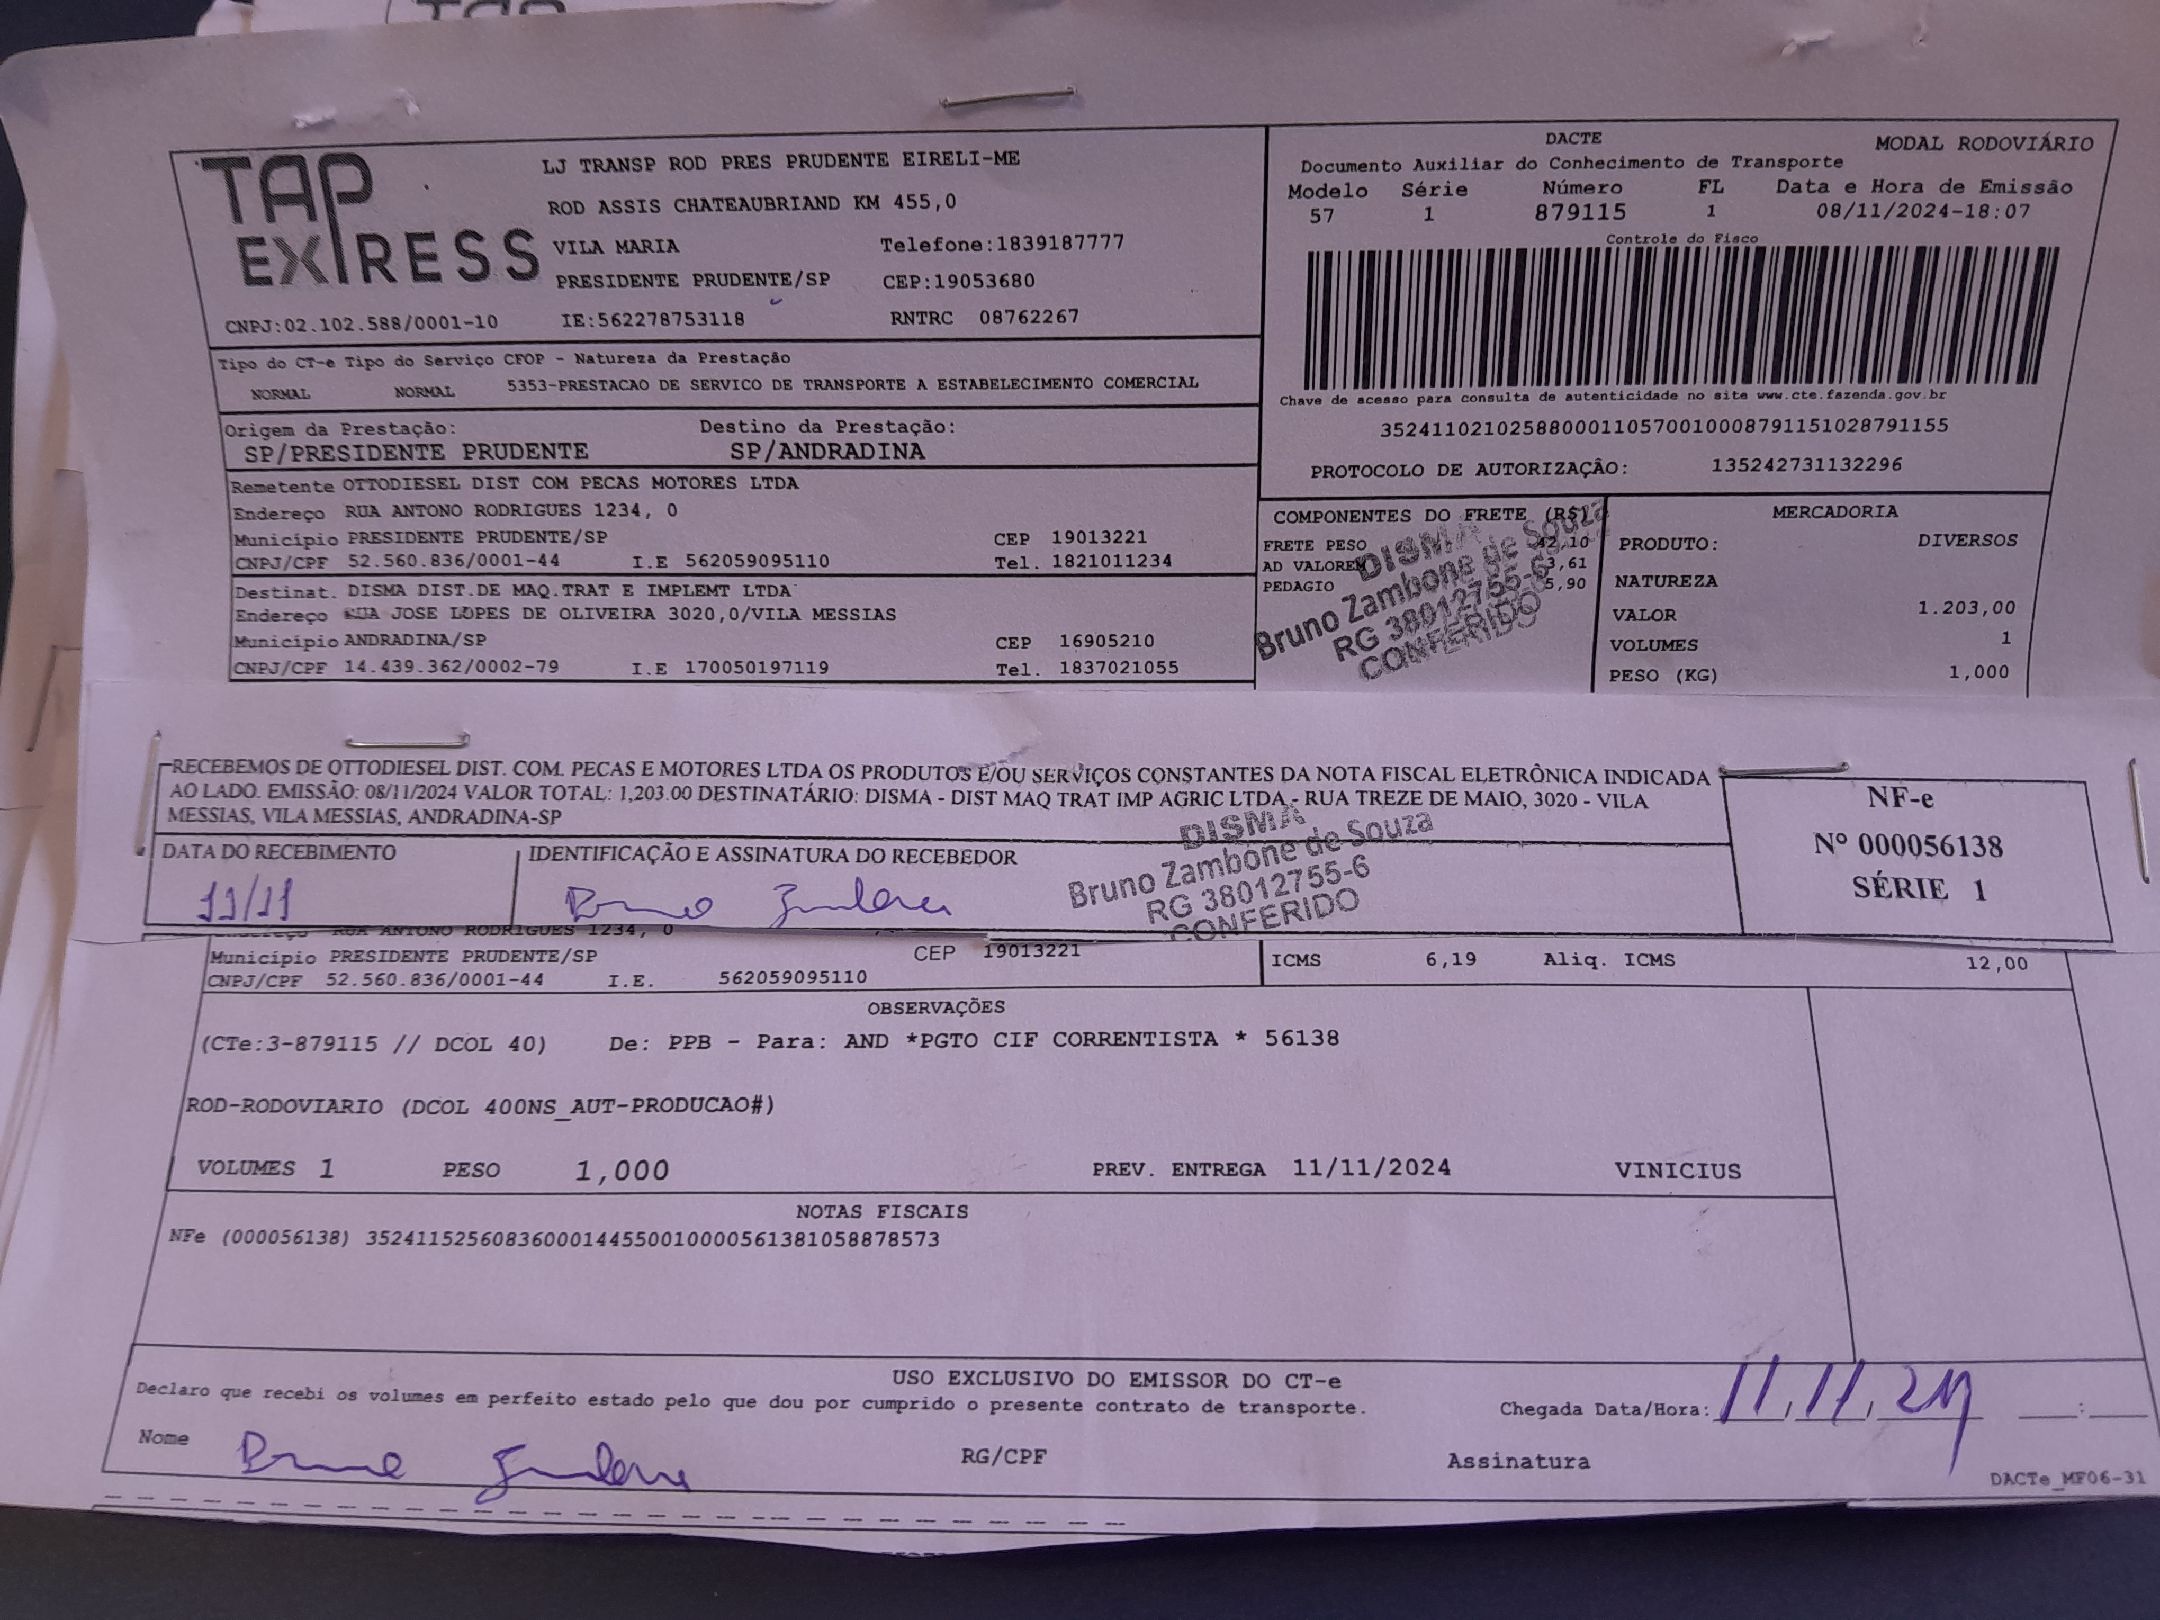 TAP EXPRESS
LJ TRANSP ROD PRES PRUDENTE EIRELI-ME
ROD ASSIS CHATEAUBRIAND KM 455,0
VILA MARIA Telefone:1839187777
PRESIDENTE PRUDENTE/SP CEP:19053680
CNPJ:02.102.588/0001-10 IE:562278753118 RNTRC 08762267
DACTE MODAL RODOVIÁRIO
Documento Auxiliar do Conhecimento de Transporte
Modelo Série Número FL Data e Hora de Emissão
57 1 879115 1 08/11/2024-18:07
Controle do Fisco
Chave de acesso para consulta de autenticidade no site www.cte.fazenda.gov.br
35241102102588000110570010008791151028791155
PROTOCOLO DE AUTORIZAÇÃO: 135242731132296
Tipo do CT-e Tipo do Serviço CFOP - Natureza da Prestação
NORMAL NORMAL 5353-PRESTACAO DE SERVICO DE TRANSPORTE A ESTABELECIMENTO COMERCIAL
Origem da Prestação: Destino da Prestação:
SP/PRESIDENTE PRUDENTE SP/ANDRADINA
Remetente OTTODIESEL DIST COM PECAS MOTORES LTDA
Endereço RUA ANTONO RODRIGUES 1234, 0
Município PRESIDENTE PRUDENTE/SP CEP 19013221
CNPJ/CPF 52.560.836/0001-44 I.E 562059095110 Tel. 1821011234
Destinat. DISMA DIST.DE MAQ.TRAT E IMPLEMT LTDA
Endereço RUA JOSE LOPES DE OLIVEIRA 3020,0/VILA MESSIAS
Município ANDRADINA/SP CEP 16905210
CNPJ/CPF 14.439.362/0002-79 I.E 170050197119 Tel. 1837021055
COMPONENTES DO FRETE (R$)
FRETE PESO 42,10
AD VALOREM 3,61
PEDAGIO 5,90
DISMA
Bruno Zambone de Souza
RG 38012755-6
CONFERIDO
MERCADORIA
PRODUTO: DIVERSOS
NATUREZA
VALOR 1.203,00
VOLUMES 1
PESO (KG) 1,000
RECEBEMOS DE OTTODIESEL DIST. COM. PECAS E MOTORES LTDA OS PRODUTOS E/OU SERVIÇOS CONSTANTES DA NOTA FISCAL ELETRÔNICA INDICADA
AO LADO. EMISSÃO: 08/11/2024 VALOR TOTAL: 1,203.00 DESTINATÁRIO: DISMA - DIST MAQ TRAT IMP AGRIC LTDA - RUA TREZE DE MAIO, 3020 - VILA
MESSIAS, VILA MESSIAS, ANDRADINA-SP
DATA DO RECEBIMENTO IDENTIFICAÇÃO E ASSINATURA DO RECEBEDOR
11/11 Bruno Zambone
DISMA
Bruno Zambone de Souza
RG 38012755-6
CONFERIDO
NF-e
Nº 000056138
SÉRIE 1
Endereço RUA ANTONO RODRIGUES 1234, 0
Município PRESIDENTE PRUDENTE/SP CEP 19013221
CNPJ/CPF 52.560.836/0001-44 I.E. 562059095110
ICMS 6,19 Aliq. ICMS 12,00
OBSERVAÇÕES
(CTe:3-879115 // DCOL 40) De: PPB - Para: AND *PGTO CIF CORRENTISTA * 56138
ROD-RODOVIARIO (DCOL 400NS_AUT-PRODUCAO#)
VOLUMES 1 PESO 1,000 PREV. ENTREGA 11/11/2024 VINICIUS
NOTAS FISCAIS
NFe (000056138) 35241152560836000144550010000561381058878573
USO EXCLUSIVO DO EMISSOR DO CT-e
Declaro que recebi os volumes em perfeito estado pelo que dou por cumprido o presente contrato de transporte.
Chegada Data/Hora: 11/11/24 __:__
Nome Bruno Zambone RG/CPF Assinatura
DACTe_MF06-31